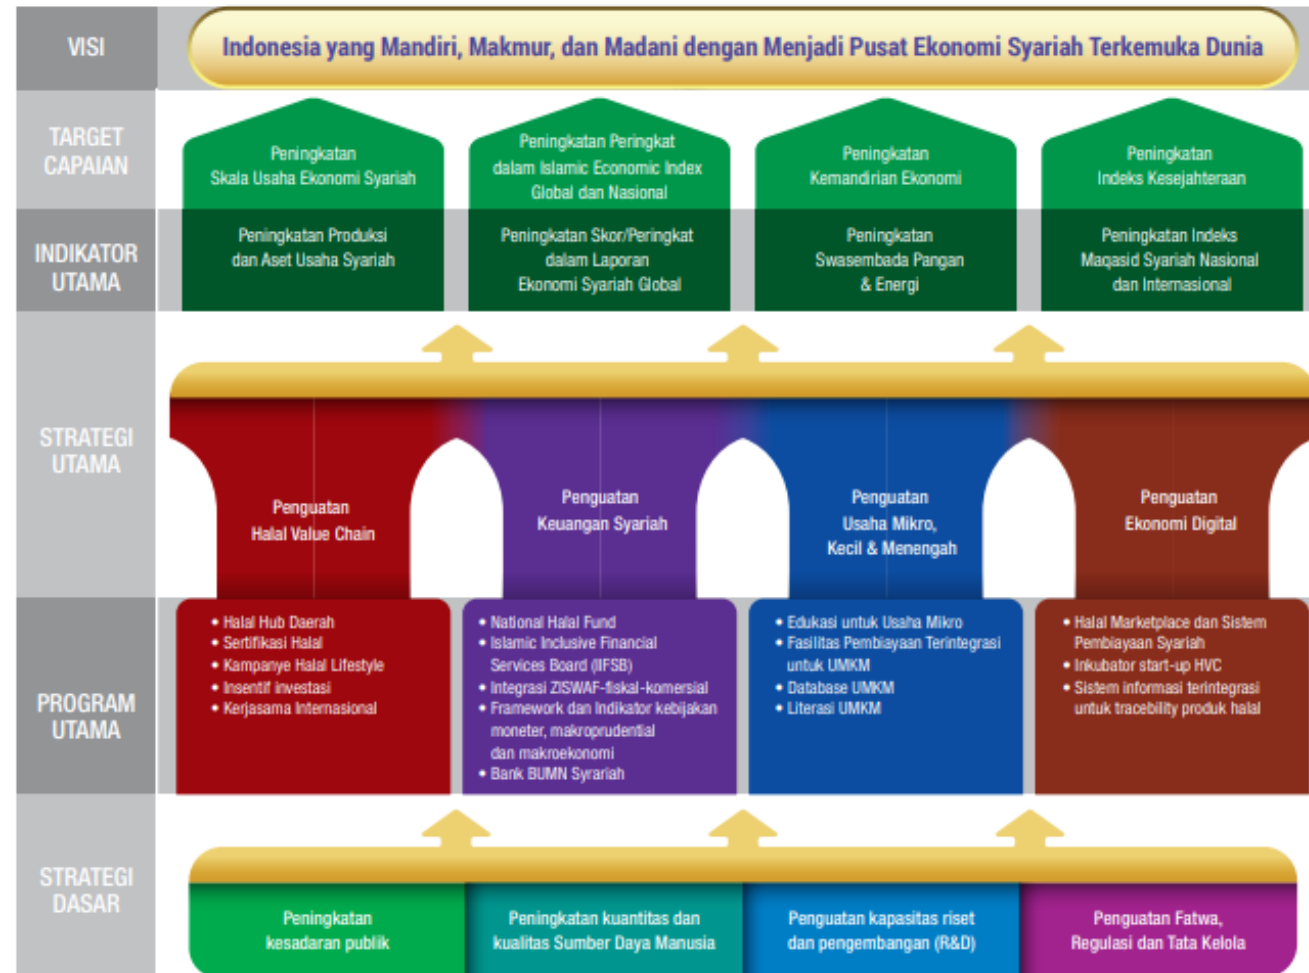 VISI
Indonesia yang Mandiri, Makmur, dan Madani dengan Menjadi Pusat Ekonomi Syariah Terkemuka Dunia
TARGET
CAPAIAN
Peningkatan
Skala Usaha Ekonomi Syariah
Peningkatan Peringkat
dalam Islamic Economic Index
Global dan Nasional
Peningkatan
Kemandirian Ekonomi
Peningkatan
Indeks Kesejahteraan
INDIKATOR
UTAMA
Peningkatan Produksi
dan Aset Usaha Syariah
Peningkatan Skor/Peringkat
dalam Laporan
Ekonomi Syariah Global
Peningkatan
Swasembada Pangan
& Energi
Peningkatan Indeks
Maqasid Syariah Nasional
dan Internasional
STRATEGI
UTAMA
Penguatan
Halal Value Chain
Penguatan
Keuangan Syariah
Penguatan
Usaha Mikro,
Kecil & Menengah
Penguatan
Ekonomi Digital
PROGRAM
UTAMA
• Halal Hub Daerah
• Sertifikasi Halal
• Kampanye Halal Lifestyle
• Insentif investasi
• Kerjasama Internasional
• National Halal Fund
• Islamic Inclusive Financial
Services Board (IIFSB)
• Integrasi ZISWAF-fiskal-komersial
• Framework dan Indikator kebijakan
moneter, makroprudential
dan makroekonomi
• Bank BUMN Syrariah
• Edukasi untuk Usaha Mikro
• Fasilitas Pembiayaan Terintegrasi
untuk UMKM
• Database UMKM
• Literasi UMKM
• Halal Marketplace dan Sistem
Pembiayaan Syariah
• Inkubator start-up HVC
• Sistem informasi terintegrasi
untuk tracebility produk halal
STRATEGI
DASAR
Peningkatan
kesadaran publik
Peningkatan kuantitas dan
kualitas Sumber Daya Manusia
Penguatan kapasitas riset
dan pengembangan (R&D)
Penguatan Fatwa,
Regulasi dan Tata Kelola